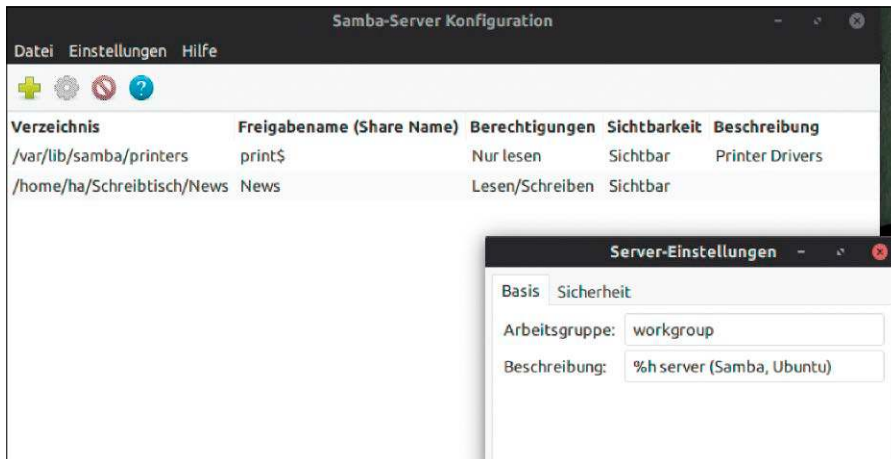 Samba-Server Konfiguration
Datei Einstellungen Hilfe
?
Verzeichnis Freigabename (Share Name) Berechtigungen Sichtbarkeit Beschreibung
/var/lib/samba/printers print$ Nur lesen Sichtbar Printer Drivers
/home/ha/Schreibtisch/News News Lesen/Schreiben Sichtbar
Server-Einstellungen
Basis Sicherheit
Arbeitsgruppe: workgroup
Beschreibung: %h server (Samba, Ubuntu)